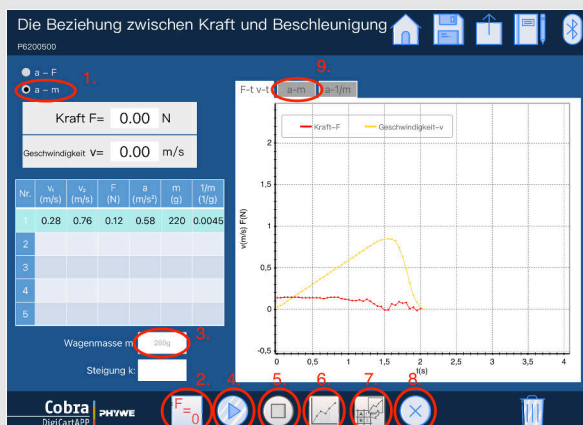 Die Beziehung zwischen Kraft und Beschleunigung
P6200500
a – F
1.
a – m
Kraft F= 0.00 N
Geschwindigkeit v= 0.00 m/s
Nr. v₁ (m/s) v₂ (m/s) F (N) a (m/s²) m (g) 1/m (1/g)
1 0.28 0.76 0.12 0.58 220 0.0045
2
3
4
5
Wagenmasse m 260g
3.
Steigung k:
9.
F-t v-t a-m a-1/m
Kraft-F Geschwindigkeit-v
v(m/s) F(N)
2
1,5
1
0,5
0
-0,5
0 0,5 1 1,5 2 2,5 3 3,5 4
t(s)
2. 4. 5. 6 7 8.
F=0
Cobra PHYWE
DigiCartAPP